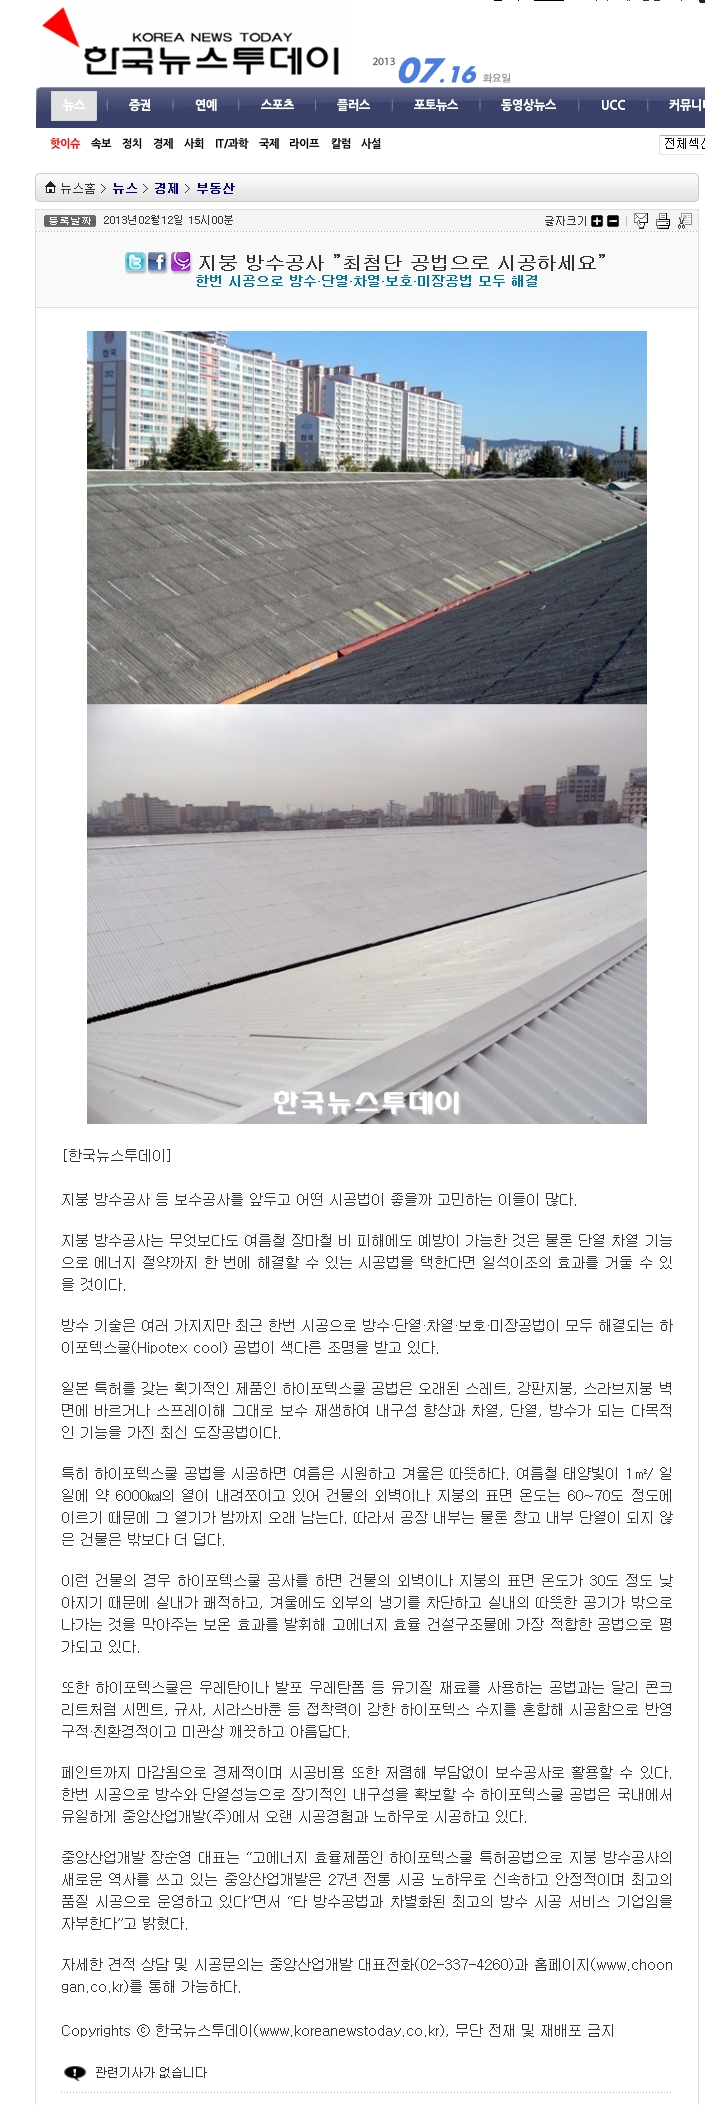 KOREA NEWS TODAY
한국뉴스투데이
2013 07.16 화요일
뉴스 증권 연예 스포츠 플러스 포토뉴스 동영상뉴스 UCC
핫이슈 속보 정치 경제 사회 IT/과학 국제 라이프 칼럼 사설
뉴스홈 > 뉴스 > 경제 > 부동산
등록날짜 2013년02월12일 15시00분 글자크기
지붕 방수공사 ”최첨단 공법으로 시공하세요”
한번 시공으로 방수·단열·차열·보호·미장공법 모두 해결
한국뉴스투데이
[한국뉴스투데이]
지붕 방수공사 등 보수공사를 앞두고 어떤 시공법이 좋을까 고민하는 이들이 많다.
지붕 방수공사는 무엇보다도 여름철 장마철 비 피해에도 예방이 가능한 것은 물론 단열 차열 기능
으로 에너지 절약까지 한 번에 해결할 수 있는 시공법을 택한다면 일석이조의 효과를 거둘 수 있
을 것이다.
방수 기술은 여러 가지지만 최근 한번 시공으로 방수·단열·차열·보호·미장공법이 모두 해결되는 하
이포텍스쿨(Hipotex cool) 공법이 색다른 조명을 받고 있다.
일본 특허를 갖는 획기적인 제품인 하이포텍스쿨 공법은 오래된 스레트, 강판지붕, 스라브지붕 벽
면에 바르거나 스프레이해 그대로 보수 재생하여 내구성 향상과 차열, 단열, 방수가 되는 다목적
인 기능을 가진 최신 도장공법이다.
특히 하이포텍스쿨 공법을 시공하면 여름은 시원하고 겨울은 따뜻하다. 여름철 태양빛이 1㎡/ 일
일에 약 6000㎉의 열이 내려쪼이고 있어 건물의 외벽이나 지붕의 표면 온도는 60~70도 정도에
이르기 때문에 그 열기가 밤까지 오래 남는다. 따라서 공장 내부는 물론 창고 내부 단열이 되지 않
은 건물은 밖보다 더 덥다.
이런 건물의 경우 하이포텍스쿨 공사를 하면 건물의 외벽이나 지붕의 표면 온도가 30도 정도 낮
아지기 때문에 실내가 쾌적하고, 겨울에도 외부의 냉기를 차단하고 실내의 따뜻한 공기가 밖으로
나가는 것을 막아주는 보온 효과를 발휘해 고에너지 효율 건설구조물에 가장 적합한 공법으로 평
가되고 있다.
또한 하이포텍스쿨은 우레탄이나 발포 우레탄폼 등 유기질 재료를 사용하는 공법과는 달리 콘크
리트처럼 시멘트, 규사, 시라스바룬 등 접착력이 강한 하이포텍스 수지를 혼합해 시공함으로 반영
구적·친환경적이고 미관상 깨끗하고 아름답다.
페인트까지 마감됨으로 경제적이며 시공비용 또한 저렴해 부담없이 보수공사로 활용할 수 있다.
한번 시공으로 방수와 단열성능으로 장기적인 내구성을 확보할 수 하이포텍스쿨 공법은 국내에서
유일하게 중앙산업개발(주)에서 오랜 시공경험과 노하우로 시공하고 있다.
중앙산업개발 장순영 대표는 “고에너지 효율제품인 하이포텍스쿨 특허공법으로 지붕 방수공사의
새로운 역사를 쓰고 있는 중앙산업개발은 27년 전통 시공 노하우로 신속하고 안정적이며 최고의
품질 시공으로 운영하고 있다”면서 “타 방수공법과 차별화된 최고의 방수 시공 서비스 기업임을
자부한다”고 밝혔다.
자세한 견적 상담 및 시공문의는 중앙산업개발 대표전화(02-337-4260)과 홈페이지(www.choon
gan.co.kr)를 통해 가능하다.
Copyrights ⓒ 한국뉴스투데이(www.koreanewstoday.co.kr), 무단 전재 및 재배포 금지
관련기사가 없습니다